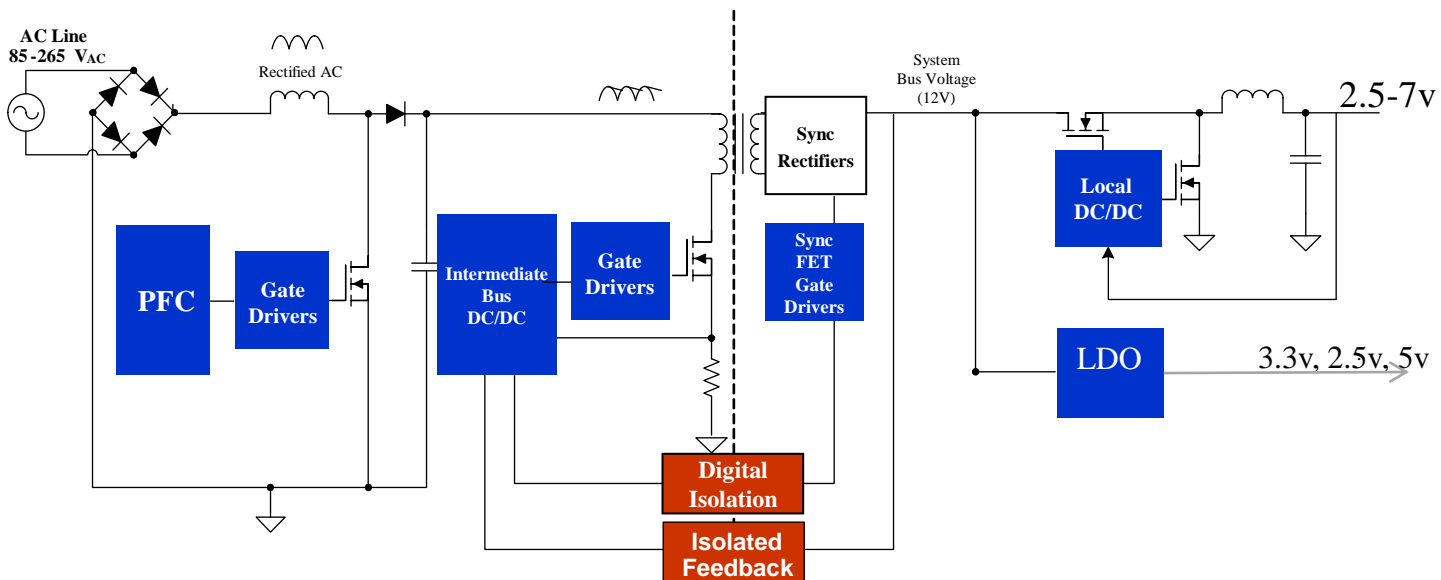 AC Line
85-265 VAC
Rectified AC
System
Bus Voltage
(12V)
2.5-7v
Sync
Rectifiers
Local
DC/DC
PFC
Gate
Drivers
Intermediate
Bus
DC/DC
Gate
Drivers
Sync
FET
Gate
Drivers
LDO
3.3v, 2.5v, 5v
Digital
Isolation
Isolated
Feedback